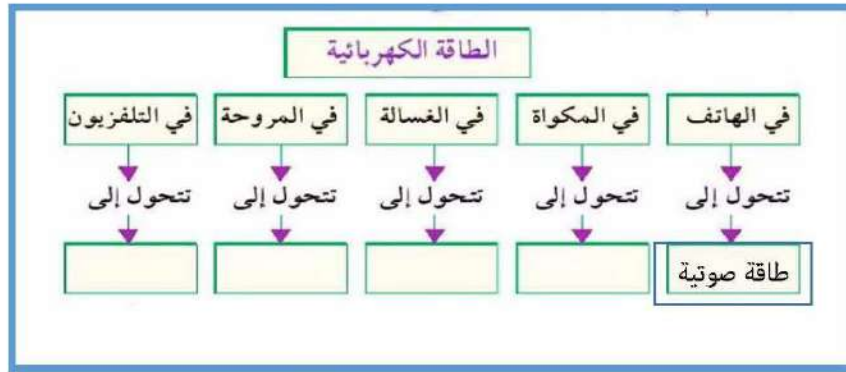 الطاقة الكهربائية
في الهاتف في المكواة في الغسالة في المروحة في التلفزيون
تتحول إلى تتحول إلى تتحول إلى تتحول إلى تتحول إلى
طاقة صوتية